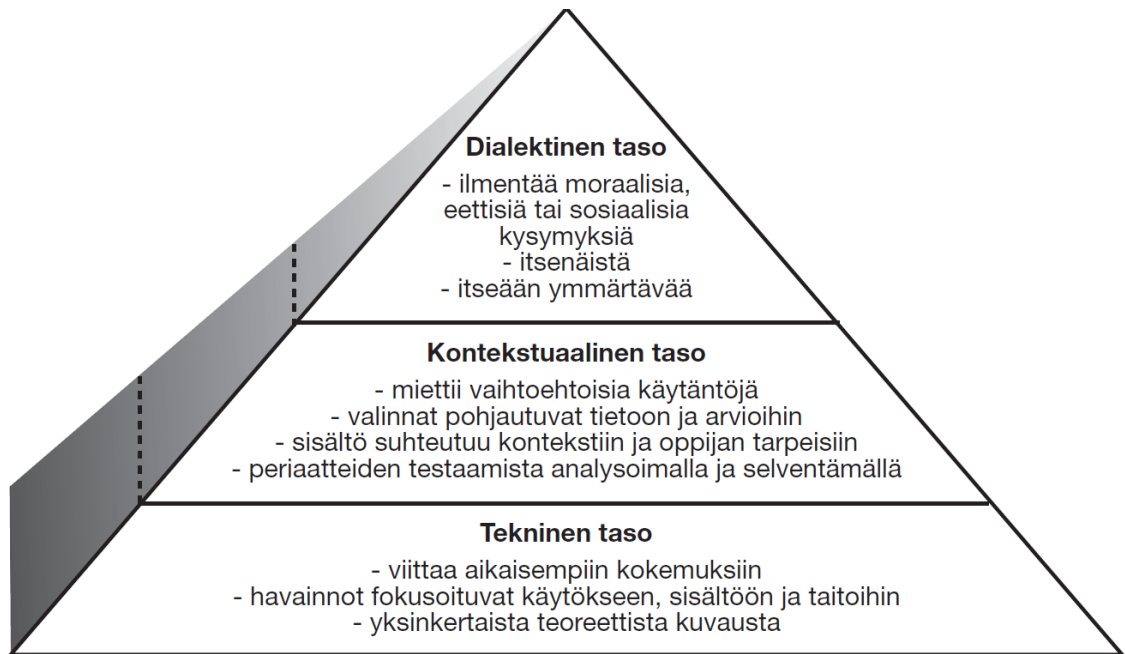 Dialektinen taso
- ilmentää moraalisia,
eettisiä tai sosiaalisia
kysymyksiä
- itsenäistä
- itseään ymmärtävää
Kontekstuaalinen taso
- miettii vaihtoehtoisia käytäntöjä
- valinnat pohjautuvat tietoon ja arvioihin
- sisältö suhteutuu kontekstiin ja oppijan tarpeisiin
- periaatteiden testaamista analysoimalla ja selventämällä
Tekninen taso
- viittaa aikaisempiin kokemuksiin
- havainnot fokusoituvat käytökseen, sisältöön ja taitoihin
- yksinkertaista teoreettista kuvausta